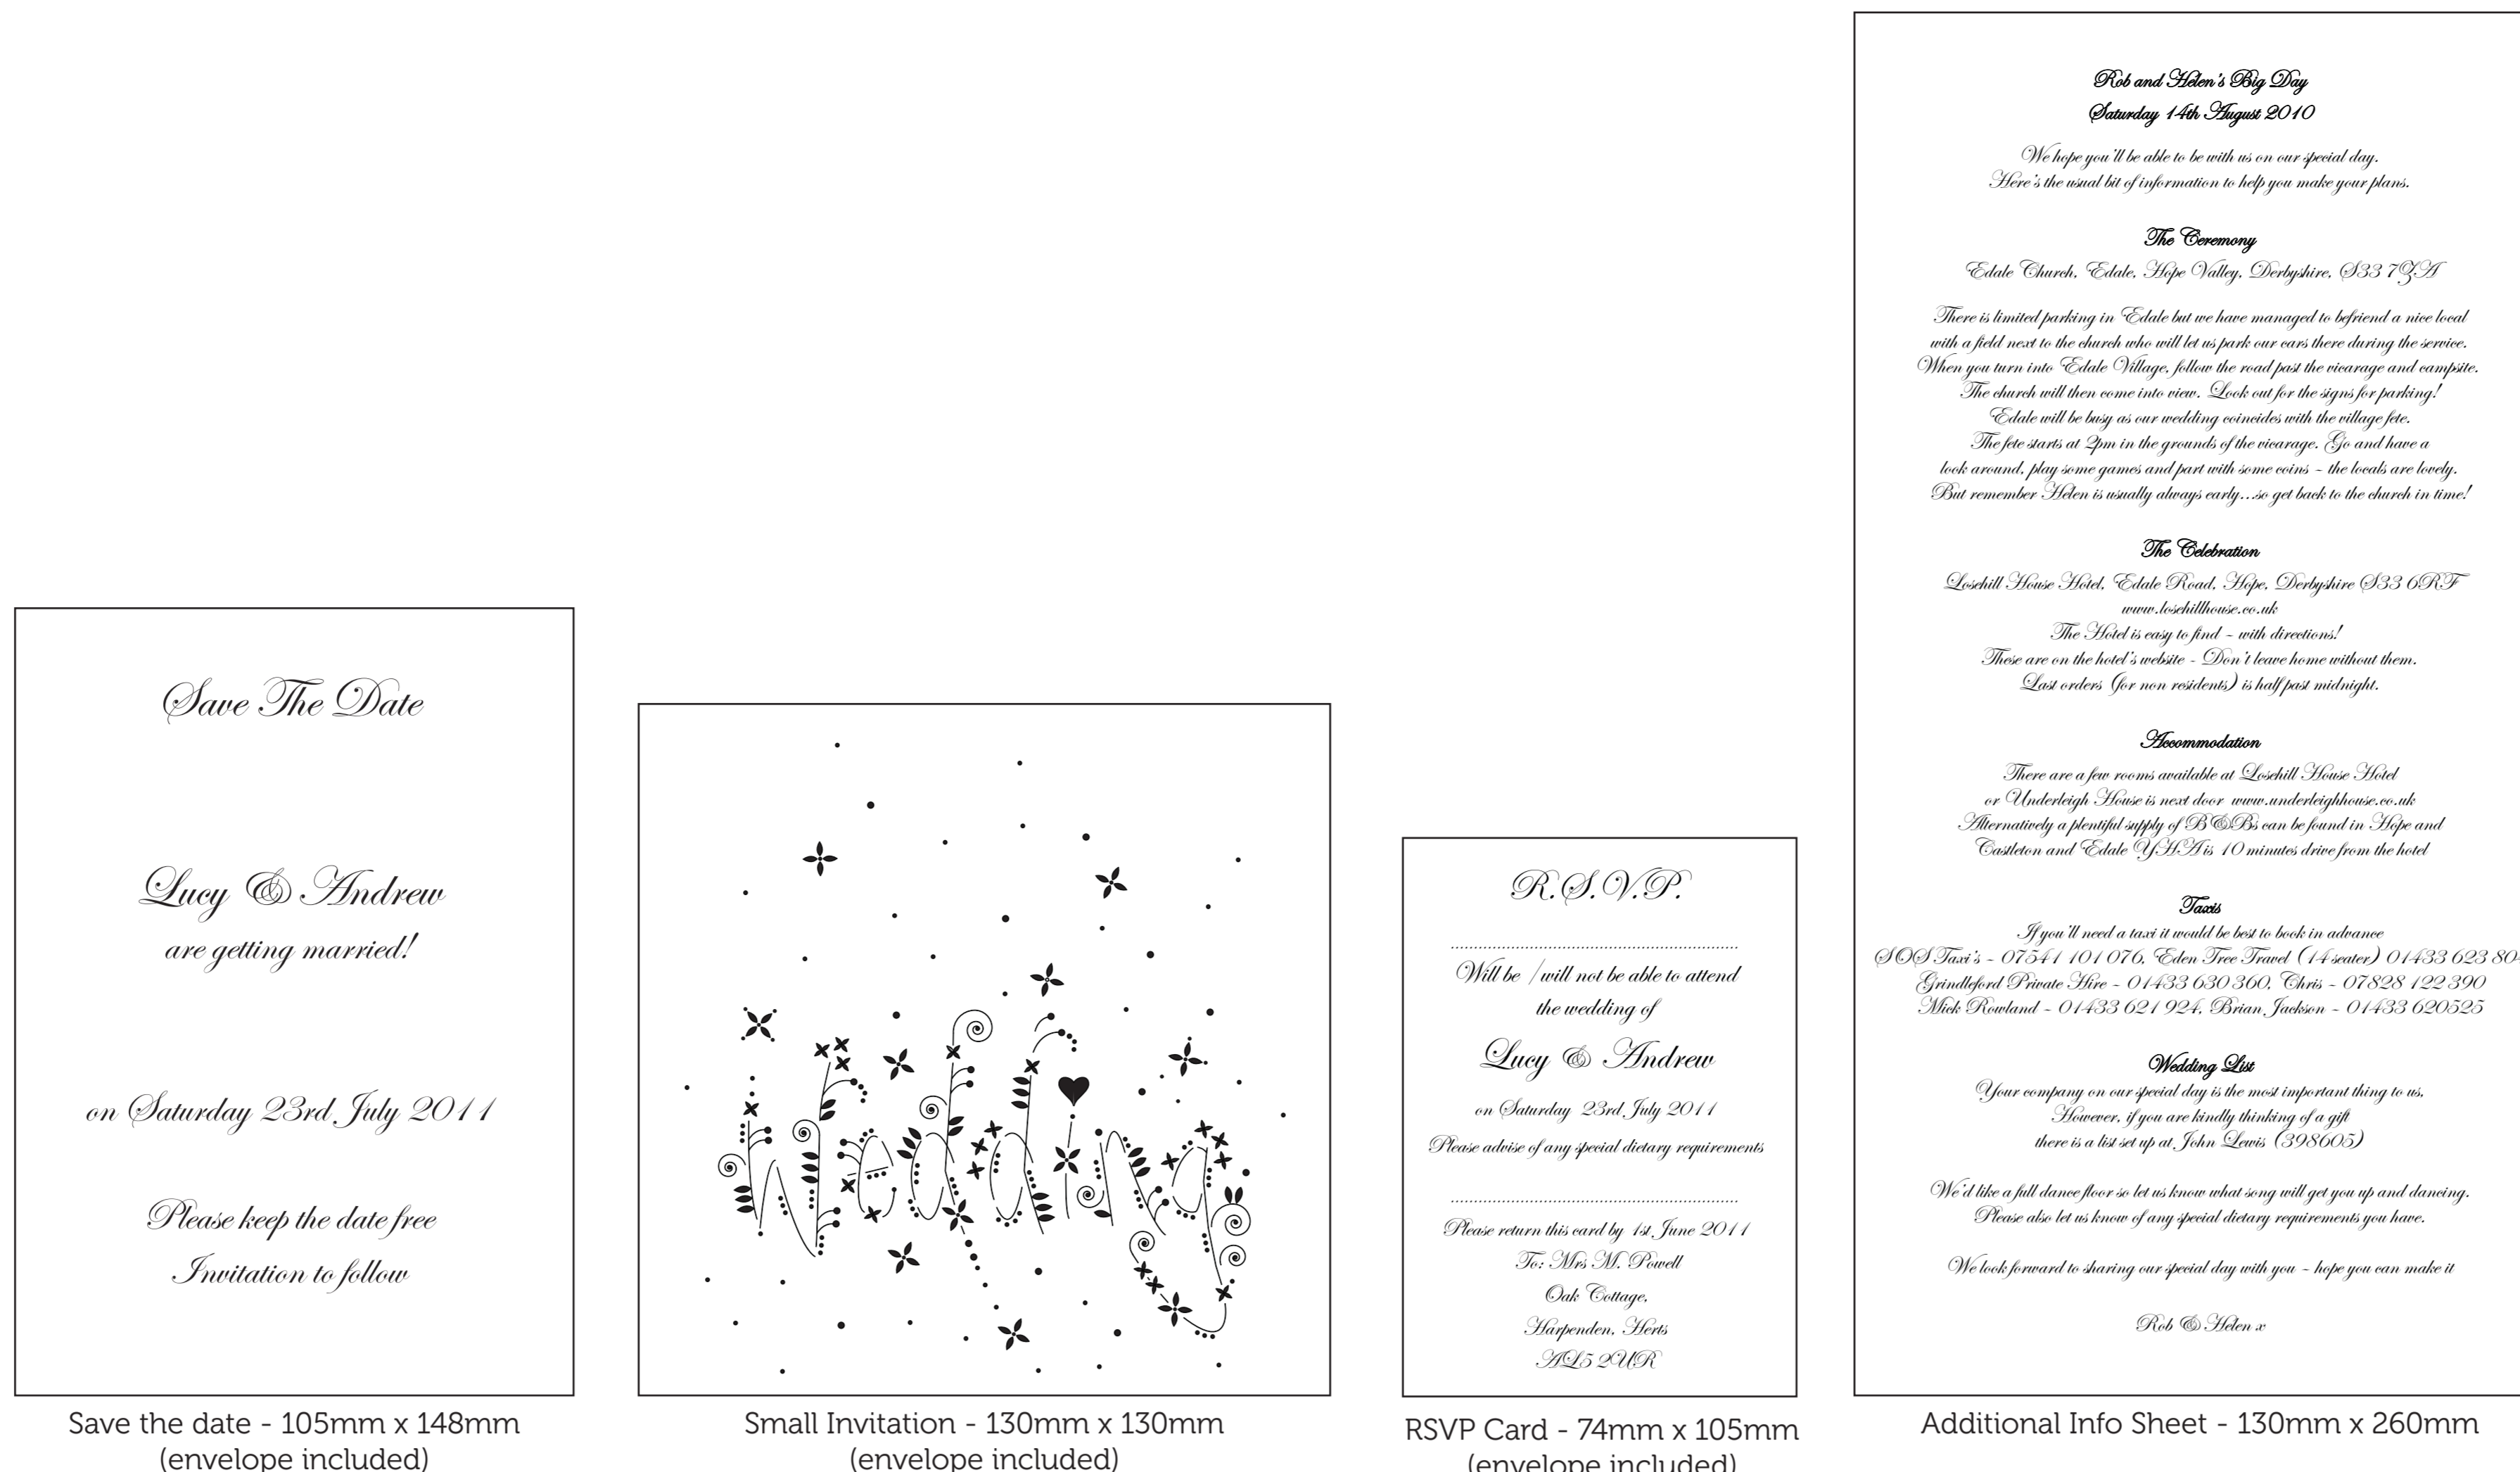 Save The Date
Lucy & Andrew
are getting married!
on Saturday 23rd July 2011
Please keep the date free
Invitation to follow
Save the date - 105mm x 148mm
(envelope included)
Wedding
Small Invitation - 130mm x 130mm
(envelope included)
R.S.V.P.
Will be / will not be able to attend
the wedding of
Lucy & Andrew
on Saturday 23rd July 2011
Please advise of any special dietary requirements
Please return this card by 1st June 2011
To: Mrs M. Powell
Oak Cottage,
Harpenden, Herts
AL5 2UR
RSVP Card - 74mm x 105mm
(envelope included)
Rob and Helen's Big Day
Saturday 14th August 2010
We hope you'll be able to be with us on our special day.
Here's the usual bit of information to help you make your plans.
The Ceremony
Edale Church, Edale, Hope Valley, Derbyshire, S33 7ZA
There is limited parking in Edale but we have managed to befriend a nice local
with a field next to the church who will let us park our cars there during the service.
When you turn into Edale Village, follow the road past the vicarage and campsite.
The church will then come into view. Look out for the signs for parking!
Edale will be busy as our wedding coincides with the village fete.
The fete starts at 2pm in the grounds of the vicarage. Go and have a
look around, play some games and part with some coins - the locals are lovely.
But remember Helen is usually always early...so get back to the church in time!
The Celebration
Losehill House Hotel, Edale Road, Hope, Derbyshire S33 6RF
www.losehillhouse.co.uk
The Hotel is easy to find - with directions!
These are on the hotel's website - Don't leave home without them.
Last orders (for non residents) is half past midnight.
Accommodation
There are a few rooms available at Losehill House Hotel
or Underleigh House is next door www.underleighhouse.co.uk
Alternatively a plentiful supply of B&Bs can be found in Hope and
Castleton and Edale YHA is 10 minutes drive from the hotel
Taxis
If you'll need a taxi it would be best to book in advance
SOS Taxi's - 07541 101 076, Eden Tree Travel (14 seater) 01433 623 80
Grindleford Private Hire - 01433 630 360, Chris - 07828 122 390
Mick Rowland - 01433 621 924, Brian Jackson - 01433 620525
Wedding List
Your company on our special day is the most important thing to us.
However, if you are kindly thinking of a gift
there is a list set up at John Lewis (398605)
We'd like a full dance floor so let us know what song will get you up and dancing.
Please also let us know of any special dietary requirements you have.
We look forward to sharing our special day with you - hope you can make it
Rob & Helen x
Additional Info Sheet - 130mm x 260mm